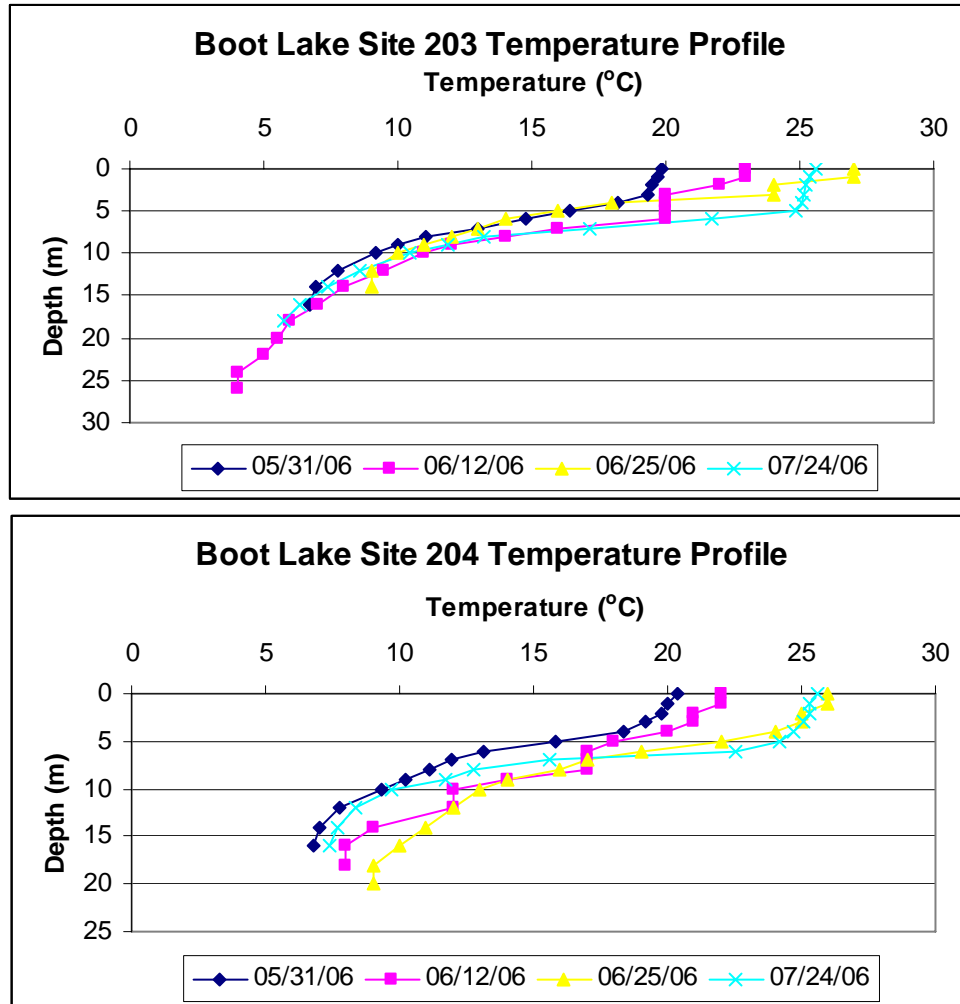 Boot Lake Site 203 Temperature Profile
Temperature (°C)
0 5 10 15 20 25 30
0
5
10
15
20
25
30
Depth (m)
05/31/06 06/12/06 06/25/06 07/24/06
Boot Lake Site 204 Temperature Profile
Temperature (°C)
0 5 10 15 20 25 30
0
5
10
15
20
25
Depth (m)
05/31/06 06/12/06 06/25/06 07/24/06